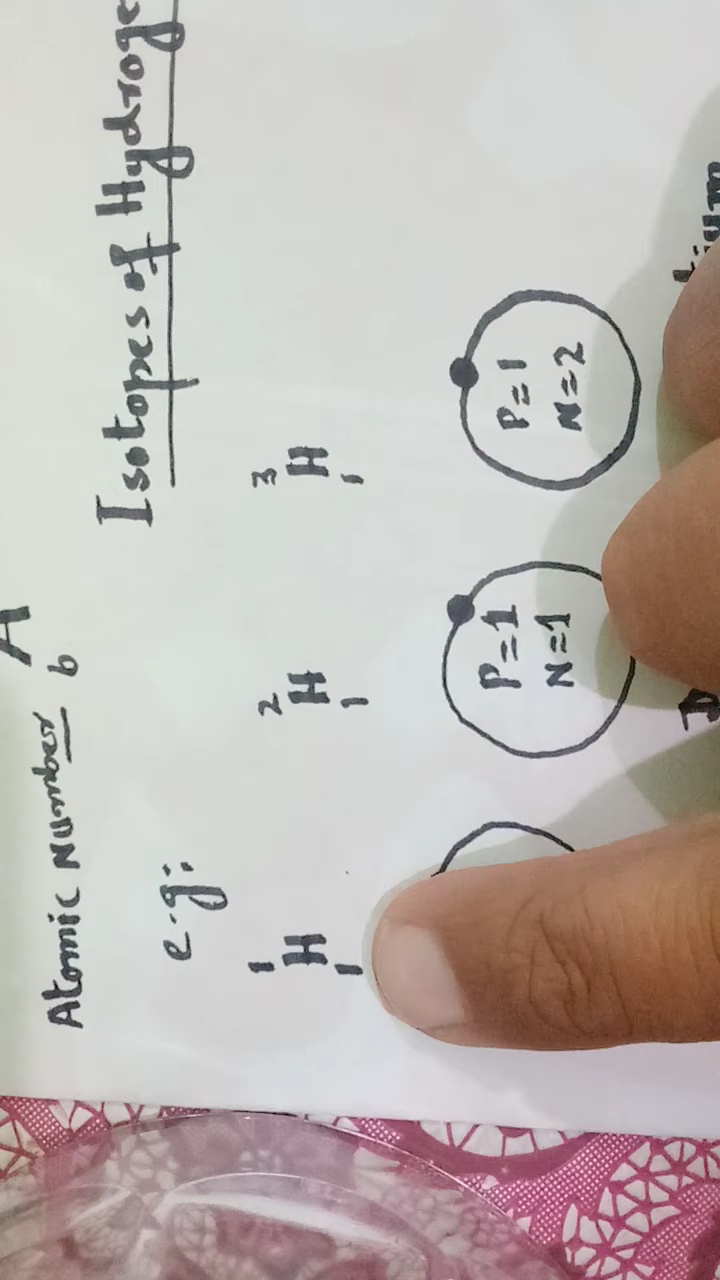 A
Atomic Number b
Isotopes of Hydroge
e.g:
1 H 1
2 H 1
3 H 1
P=1
N=1
P=1
N=2